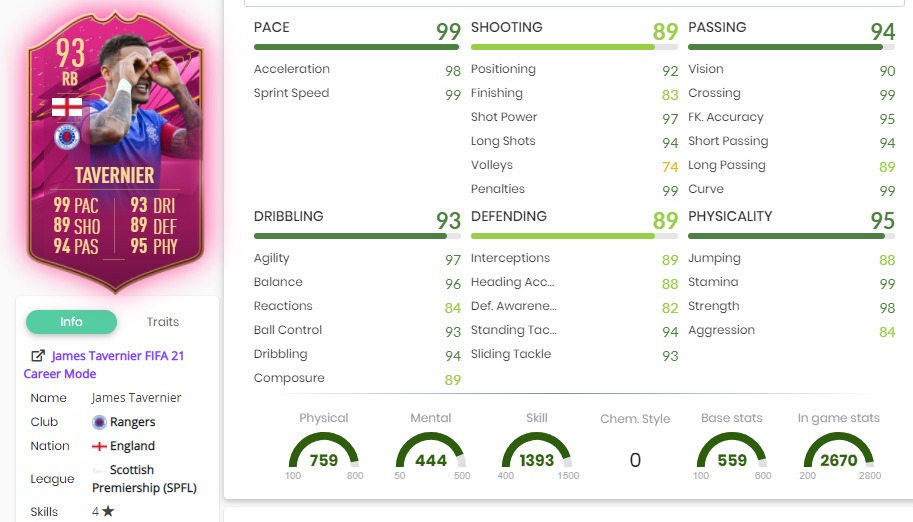 93
RB
TAVERNIER
99 PAC 93 DRI
89 SHO 89 DEF
94 PAS 95 PHY
Info Traits
James Tavernier FIFA 21
Career Mode
Name James Tavernier
Club Rangers
Nation England
League Scottish
Premiership (SPFL)
Skills 4★
PACE 99
Acceleration 98
Sprint Speed 99
SHOOTING 89
Positioning 92
Finishing 83
Shot Power 97
Long Shots 94
Volleys 74
Penalties 99
PASSING 94
Vision 90
Crossing 99
FK. Accuracy 95
Short Passing 94
Long Passing 89
Curve 99
DRIBBLING 93
Agility 97
Balance 96
Reactions 84
Ball Control 93
Dribbling 94
Composure 89
DEFENDING 89
Interceptions 89
Heading Acc... 88
Def. Awarene... 82
Standing Tac... 94
Sliding Tackle 93
PHYSICALITY 95
Jumping 88
Stamina 99
Strength 98
Aggression 84
Physical
759
100 800
Mental
444
50 500
Skill
1393
400 1500
Chem. Style
0
Base stats
559
100 600
In game stats
2670
200 2800